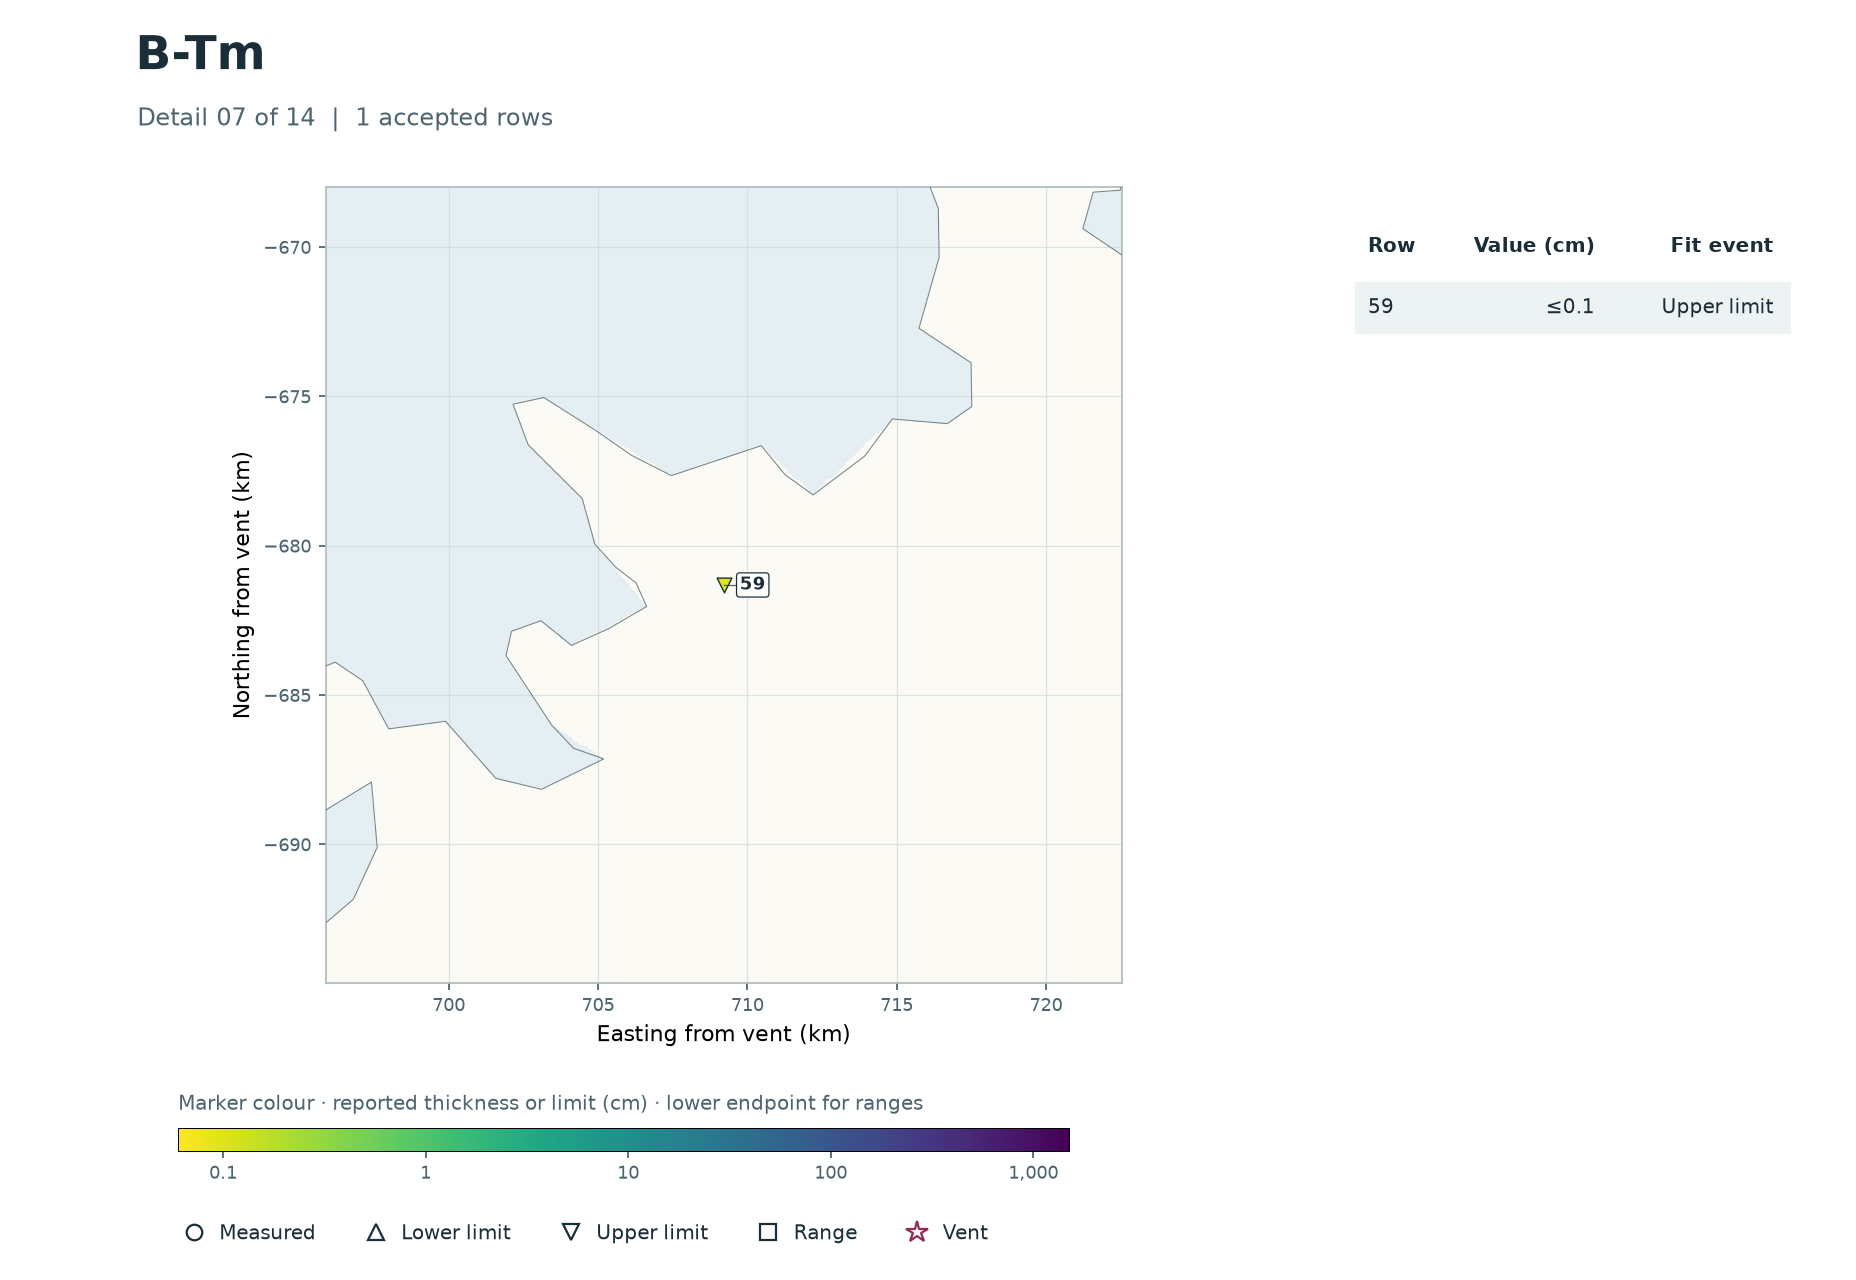 B-Tm
Detail 07 of 14 | 1 accepted rows
Row Value (cm) Fit event
59 ≤0.1 Upper limit
Northing from vent (km)
−670
−675
−680
−685
−690
59
700 705 710 715 720
Easting from vent (km)
Marker colour · reported thickness or limit (cm) · lower endpoint for ranges
0.1 1 10 100 1,000
Measured Lower limit Upper limit Range Vent